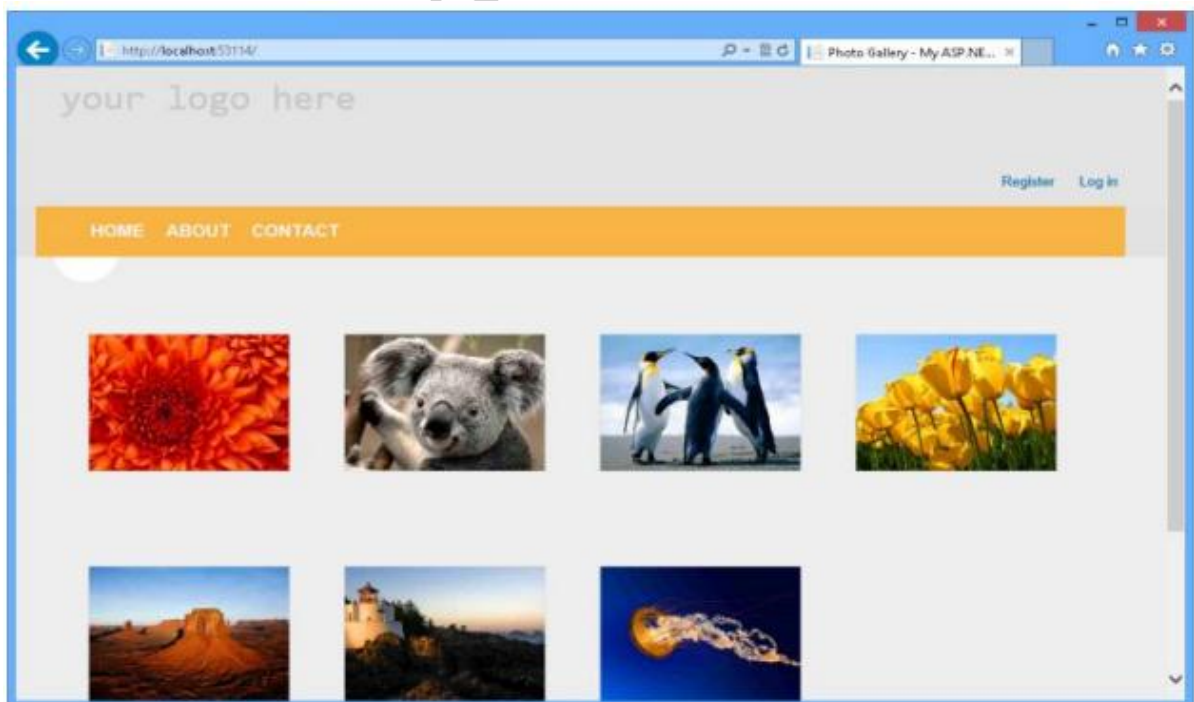 http://localhost:53114/
Photo Gallery - My ASP.NE...
your logo here
Register Log in
HOME ABOUT CONTACT